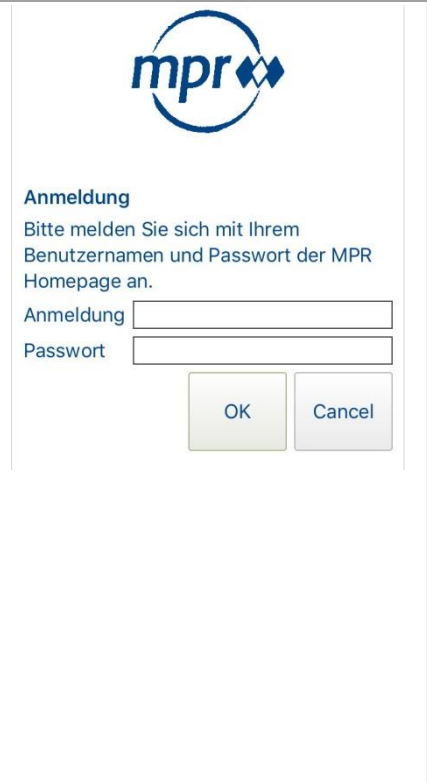 mpr
Anmeldung
Bitte melden Sie sich mit Ihrem
Benutzernamen und Passwort der MPR
Homepage an.
Anmeldung
Passwort
OK Cancel